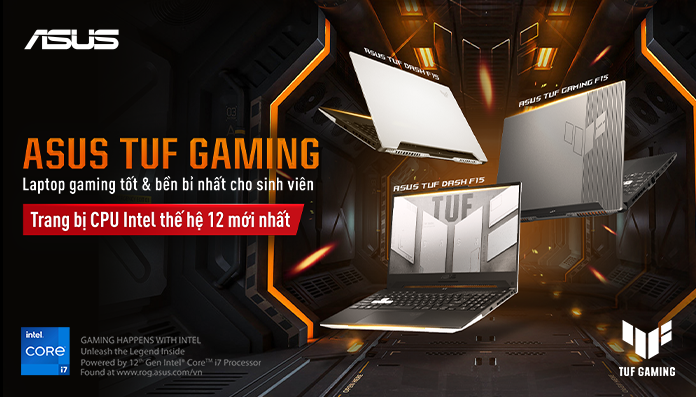 ASUS
ASUS TUF DASH F15
ASUS TUF GAMING F15
ASUS TUF GAMING
Laptop gaming tốt & bền bỉ nhất cho sinh viên
ASUS TUF DASH F15
TUF
Trang bị CPU Intel thế hệ 12 mới nhất
intel
CORE
i7
GAMING HAPPENS WITH INTEL
Unleash the Legend Inside
Powered by 12th Gen Intel® Core™ i7 Processor
Found at www.rog.asus.com/vn
TUF GAMING